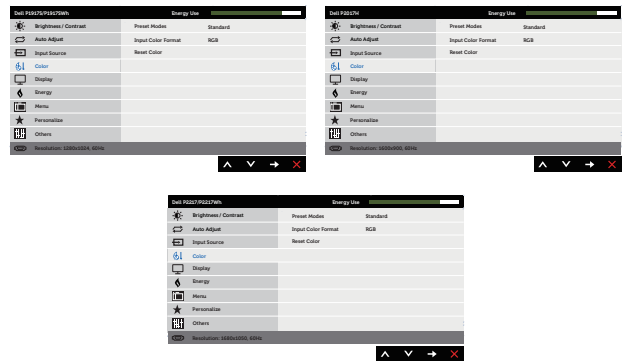 Dell P1917S/P1917SWh Energy Use
Brightness / Contrast Preset Modes Standard
Auto Adjust Input Color Format RGB
Input Source Reset Color
Color
Display
Energy
Menu
Personalize
Others
Resolution: 1280x1024, 60Hz
Dell P2017H Energy Use
Brightness / Contrast Preset Modes Standard
Auto Adjust Input Color Format RGB
Input Source Reset Color
Color
Display
Energy
Menu
Personalize
Others
Resolution: 1600x900, 60Hz
Dell P2217/P2217Wh Energy Use
Brightness / Contrast Preset Modes Standard
Auto Adjust Input Color Format RGB
Input Source Reset Color
Color
Display
Energy
Menu
Personalize
Others
Resolution: 1680x1050, 60Hz